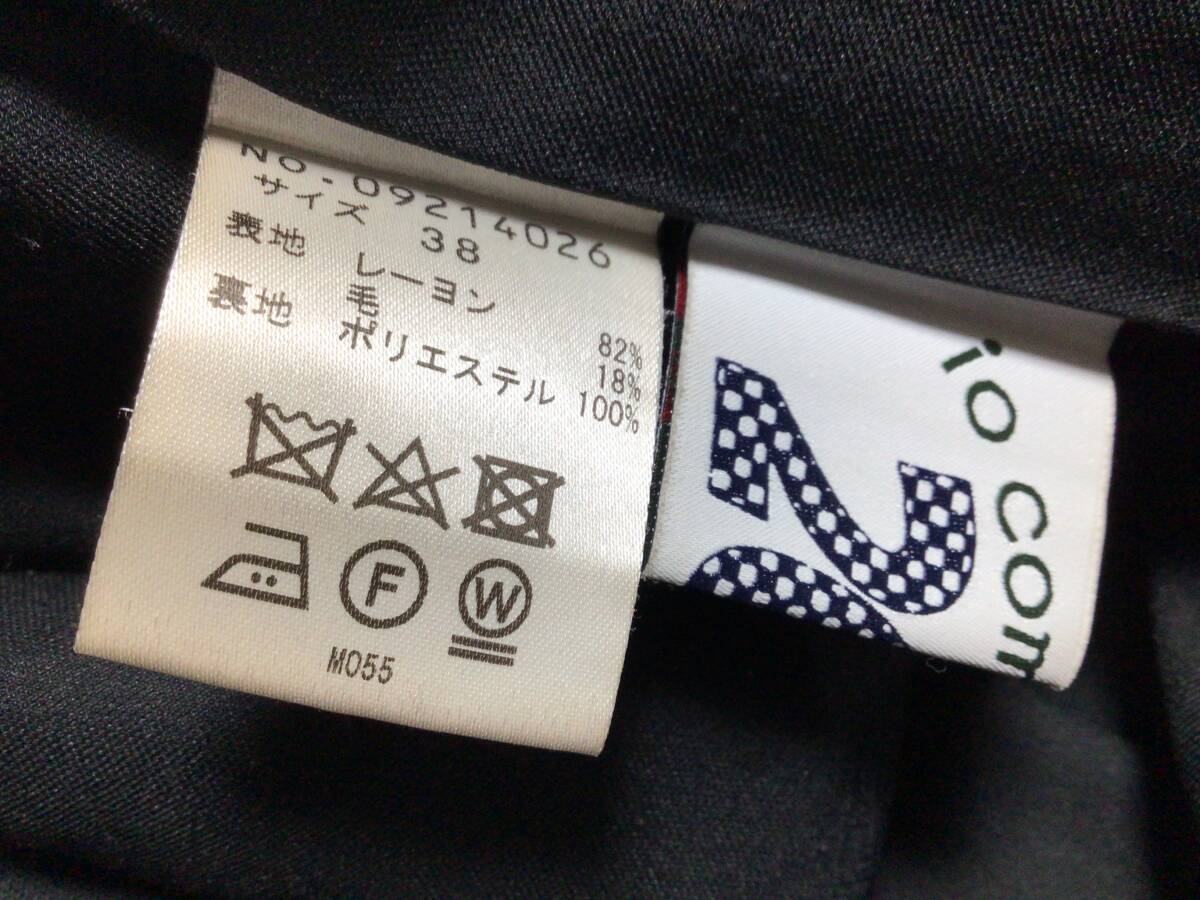 NO.09214026
サイズ 38
表地 レーヨン 82%
毛 18%
裏地 ポリエステル 100%
F
W
M055
io com